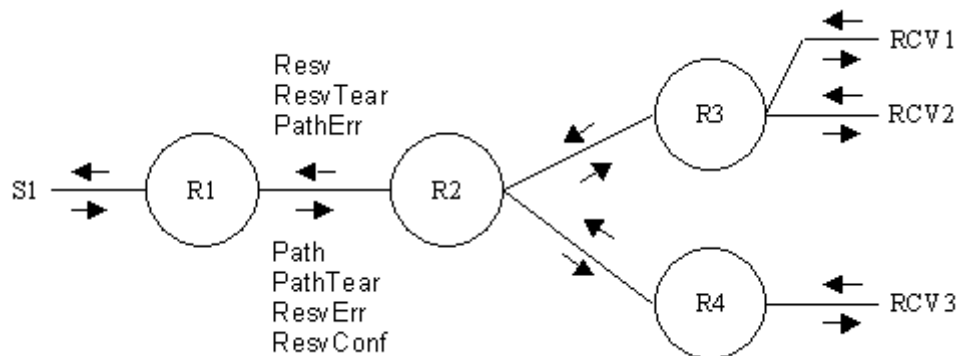 Resv
ResvTear
PathErr
S1
R1
R2
R3
R4
RCV1
RCV2
RCV3
Path
PathTear
ResvErr
ResvConf